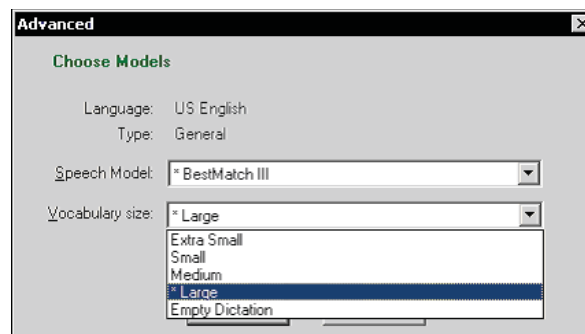 Advanced
Choose Models
Language: US English
Type: General
Speech Model: * BestMatch III
Vocabulary size: * Large
Extra Small
Small
Medium
* Large
Empty Dictation